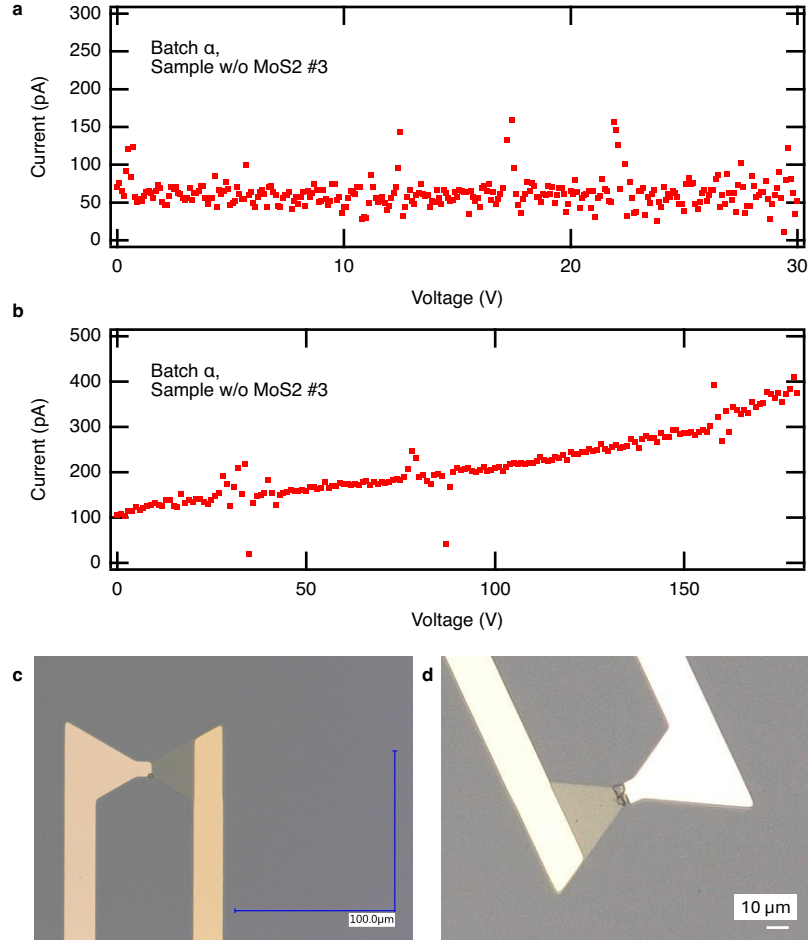 a
300
250
200
150
100
50
0
Current (pA)
Batch α,
Sample w/o MoS2 #3
0
10
20
30
Voltage (V)
b
500
400
300
200
100
0
Current (pA)
Batch α,
Sample w/o MoS2 #3
0
50
100
150
Voltage (V)
c
100.0µm
d
10 µm